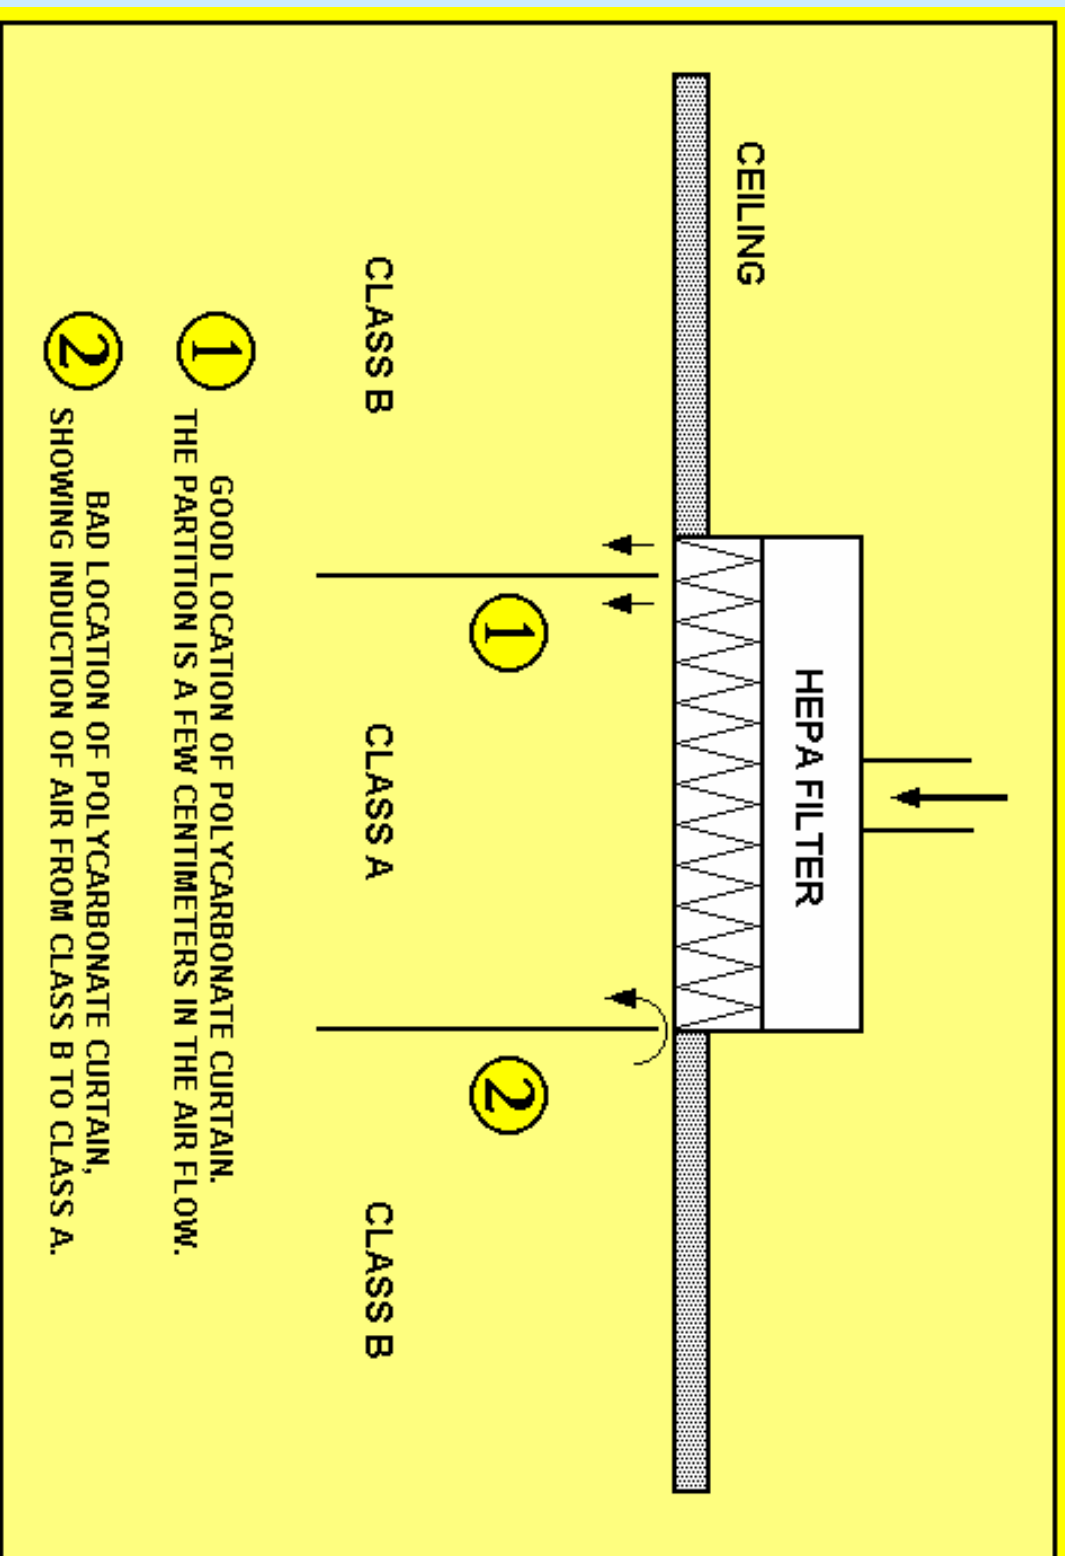 CEILING
HEPA FILTER
1
2
CLASS B
CLASS A
CLASS B
1
GOOD LOCATION OF POLYCARBONATE CURTAIN.
THE PARTITION IS A FEW CENTIMETERS IN THE AIR FLOW.
2
BAD LOCATION OF POLYCARBONATE CURTAIN,
SHOWING INDUCTION OF AIR FROM CLASS B TO CLASS A.